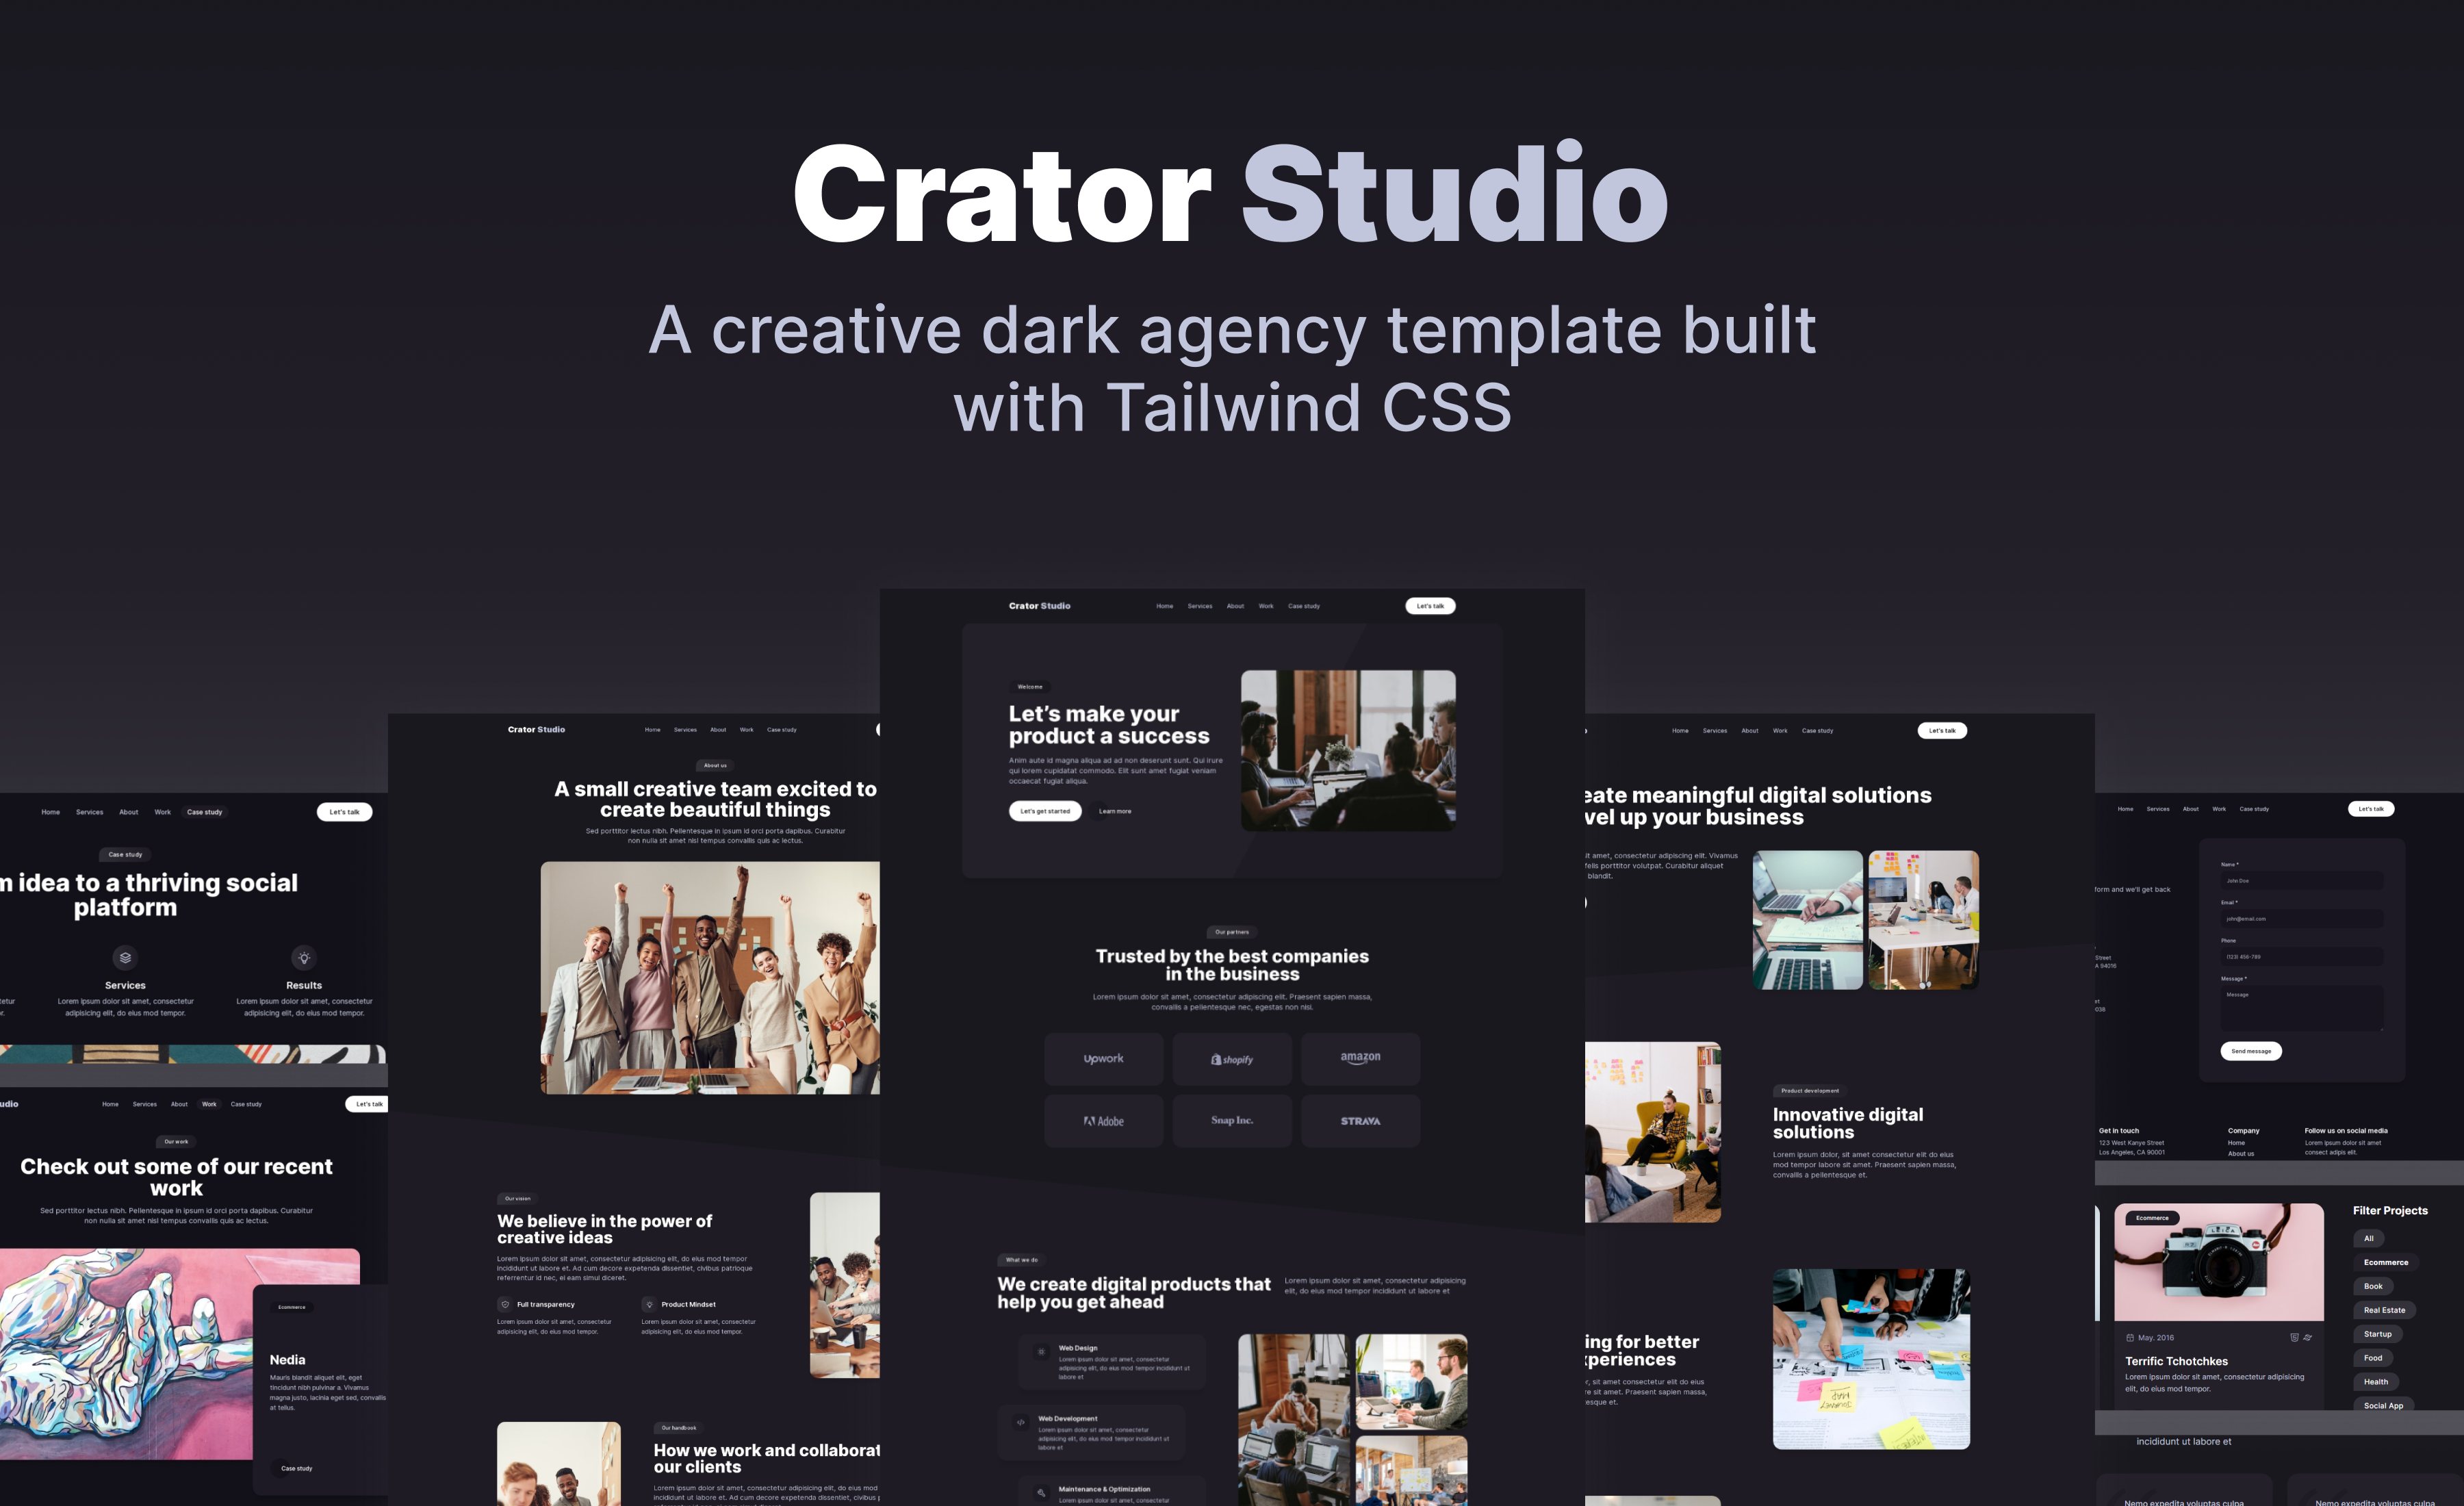 Crator Studio
A creative dark agency template built
with Tailwind CSS
Home Services About Work Case study Let's talk
Case study
m idea to a thriving social
platform
Services
Lorem ipsum dolor sit amet, consectetur
adipisicing elit, do eius mod tempor.
Results
Lorem ipsum dolor sit amet, consectetur
adipisicing elit, do eius mod tempor.
udio Home Services About Work Case study Let's talk
Our work
Check out some of our recent
work
Sed porttitor lectus nibh. Pellentesque in ipsum id orci porta dapibus. Curabitur
non nulla sit amet nisl tempus convallis quis ac lectus.
Ecommerce
Nedia
Mauris blandit aliquet elit, eget
tincidunt nibh pulvinar a. Vivamus
magna justo, lacinia eget sed, convallis
at tellus.
Case study
Crator Studio Home Services About Work Case study
About us
A small creative team excited to
create beautiful things
Sed porttitor lectus nibh. Pellentesque in ipsum id orci porta dapibus. Curabitur
non nulla sit amet nisl tempus convallis quis ac lectus.
Our vision
We believe in the power of
creative ideas
Lorem ipsum dolor sit amet, consectetur adipisicing elit, do eius mod tempor
incididunt ut labore et. Ad cum decore expetenda dissentiet, civibus patrioque
referrentur id nec, ei eam simul diceret.
Full transparency
Lorem ipsum dolor sit amet, consectetur
adipisicing elit, do eius mod tempor.
Product Mindset
Lorem ipsum dolor sit amet, consectetur
adipisicing elit, do eius mod tempor.
Our handbook
How we work and collaborat
our clients
Lorem ipsum dolor sit amet, consectetur adipisicing elit, do eius mod
incididunt ut labore et. Ad cum decore expetenda dissentiet, civibus p
Crator Studio Home Services About Work Case study Let's talk
Welcome
Let's make your
product a success
Anim aute id magna aliqua ad ad non deserunt sunt. Qui irure
qui lorem cupidatat commodo. Elit sunt amet fugiat veniam
occaecat fugiat aliqua.
Let's get started Learn more
Our partners
Trusted by the best companies
in the business
Lorem ipsum dolor sit amet, consectetur adipiscing elit. Praesent sapien massa,
convallis a pellentesque nec, egestas non nisi.
Upwork shopify amazon
Adobe Snap Inc. STRAVA
What we do
We create digital products that
help you get ahead
Lorem ipsum dolor sit amet, consectetur adipisicing
elit, do eius mod tempor incididunt ut labore et
Web Design
Lorem ipsum dolor sit amet, consectetur
adipisicing elit, do eius mod tempor incididunt ut
labore et
Web Development
Lorem ipsum dolor sit amet, consectetur
adipisicing elit, do eius mod tempor incididunt ut
labore et
Maintenance & Optimization
Lorem ipsum dolor sit amet, consectetur
Home Services About Work Case study Let's talk
eate meaningful digital solutions
vel up your business
sit amet, consectetur adipiscing elit. Vivamus
felis porttitor volutpat. Curabitur aliquet
blandit.
Product development
Innovative digital
solutions
Lorem ipsum dolor, sit amet consectetur elit do eius
mod tempor labore sit amet. Praesent sapien massa,
convallis a pellentesque et.
ing for better
xperiences
r, sit amet consectetur elit do eius
re sit amet. Praesent sapien massa,
esque et.
Home Services About Work Case study Let's talk
form and we'll get back
Street
A 94016
Name *
John Doe
Email *
john@email.com
Phone
(123) 456-789
Message *
Message
Send message
Get in touch
123 West Kanye Street
Los Angeles, CA 90001
Company
Home
About us
Follow us on social media
Lorem ipsum dolor sit amet
consect adipis elit.
Ecommerce
LEICA
May. 2016
Terrific Tchotchkes
Lorem ipsum dolor sit amet, consectetur adipisicing
elit, do eius mod tempor.
Filter Projects
All
Ecommerce
Book
Real Estate
Startup
Food
Health
Social App
incididunt ut labore et
Nemo expedita voluptas culpa
Nemo expedita voluptas culpa